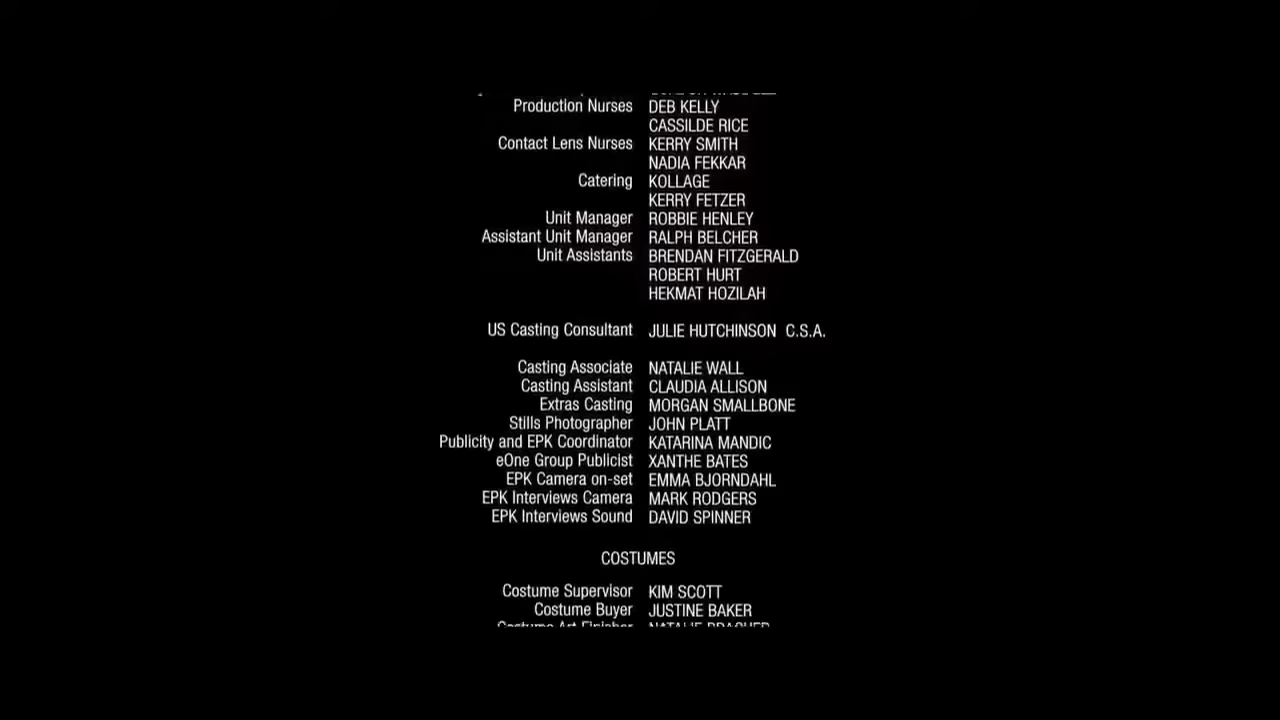 Production Nurses DEB KELLY
CASSILDE RICE
Contact Lens Nurses KERRY SMITH
NADIA FEKKAR
Catering KOLLAGE
KERRY FETZER
Unit Manager ROBBIE HENLEY
Assistant Unit Manager RALPH BELCHER
Unit Assistants BRENDAN FITZGERALD
ROBERT HURT
HEKMAT HOZILAH
US Casting Consultant JULIE HUTCHINSON C.S.A.
Casting Associate NATALIE WALL
Casting Assistant CLAUDIA ALLISON
Extras Casting MORGAN SMALLBONE
Stills Photographer JOHN PLATT
Publicity and EPK Coordinator KATARINA MANDIC
eOne Group Publicist XANTHE BATES
EPK Camera on-set EMMA BJORNDAHL
EPK Interviews Camera MARK RODGERS
EPK Interviews Sound DAVID SPINNER
COSTUMES
Costume Supervisor KIM SCOTT
Costume Buyer JUSTINE BAKER
Costume Art Finisher NATALIE